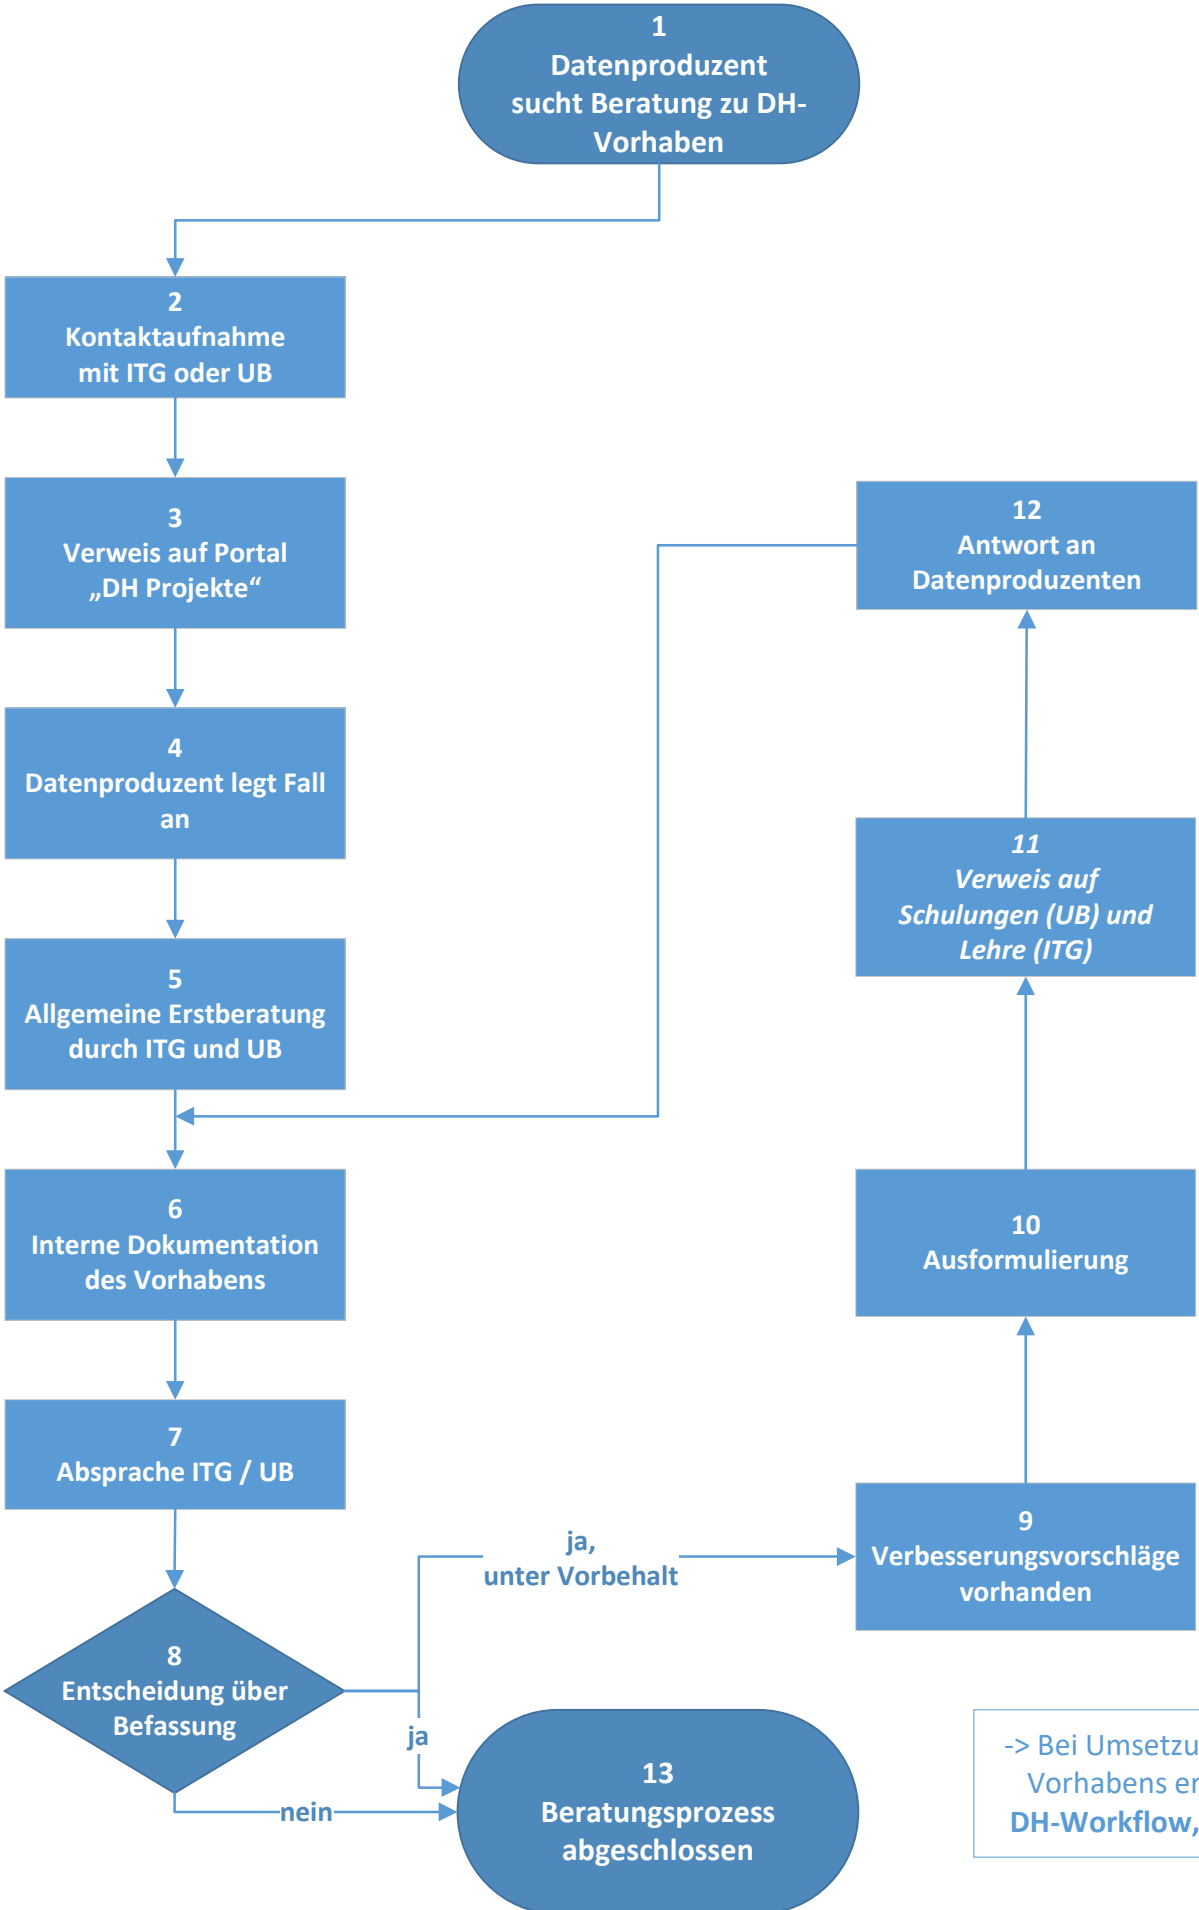 1
Datenproduzent
sucht Beratung zu DH-
Vorhaben
2
Kontaktaufnahme
mit ITG oder UB
3
Verweis auf Portal
„DH Projekte“
4
Datenproduzent legt Fall
an
5
Allgemeine Erstberatung
durch ITG und UB
6
Interne Dokumentation
des Vorhabens
7
Absprache ITG / UB
8
Entscheidung über
Befassung
ja,
unter Vorbehalt
ja
nein
9
Verbesserungsvorschläge
vorhanden
10
Ausformulierung
11
Verweis auf
Schulungen (UB) und
Lehre (ITG)
12
Antwort an
Datenproduzenten
13
Beratungsprozess
abgeschlossen
-> Bei
Vorhabens
DH-Workflow,